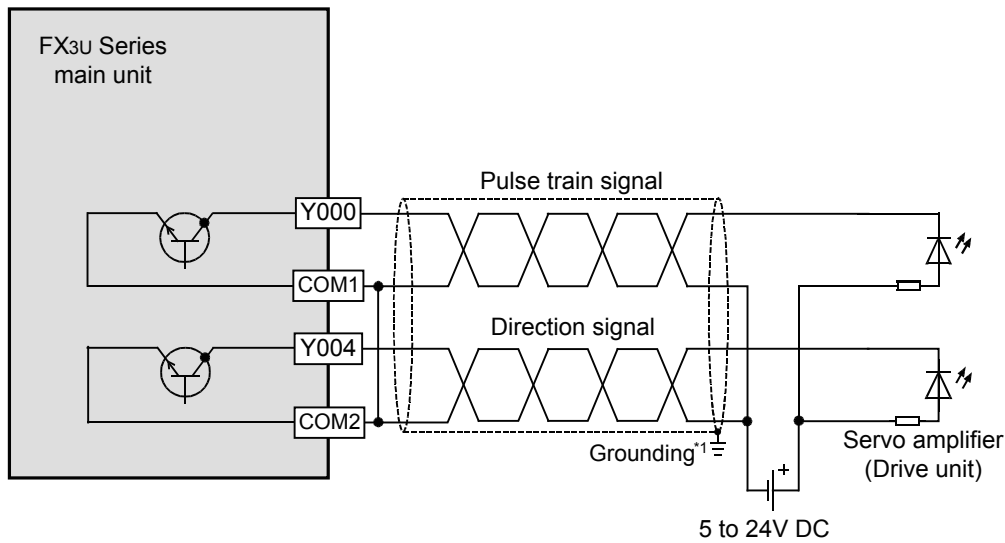 FX3U Series
main unit
Pulse train signal
Y000
COM1
Direction signal
Y004
COM2
Grounding*1
Servo amplifier
(Drive unit)
+
5 to 24V DC